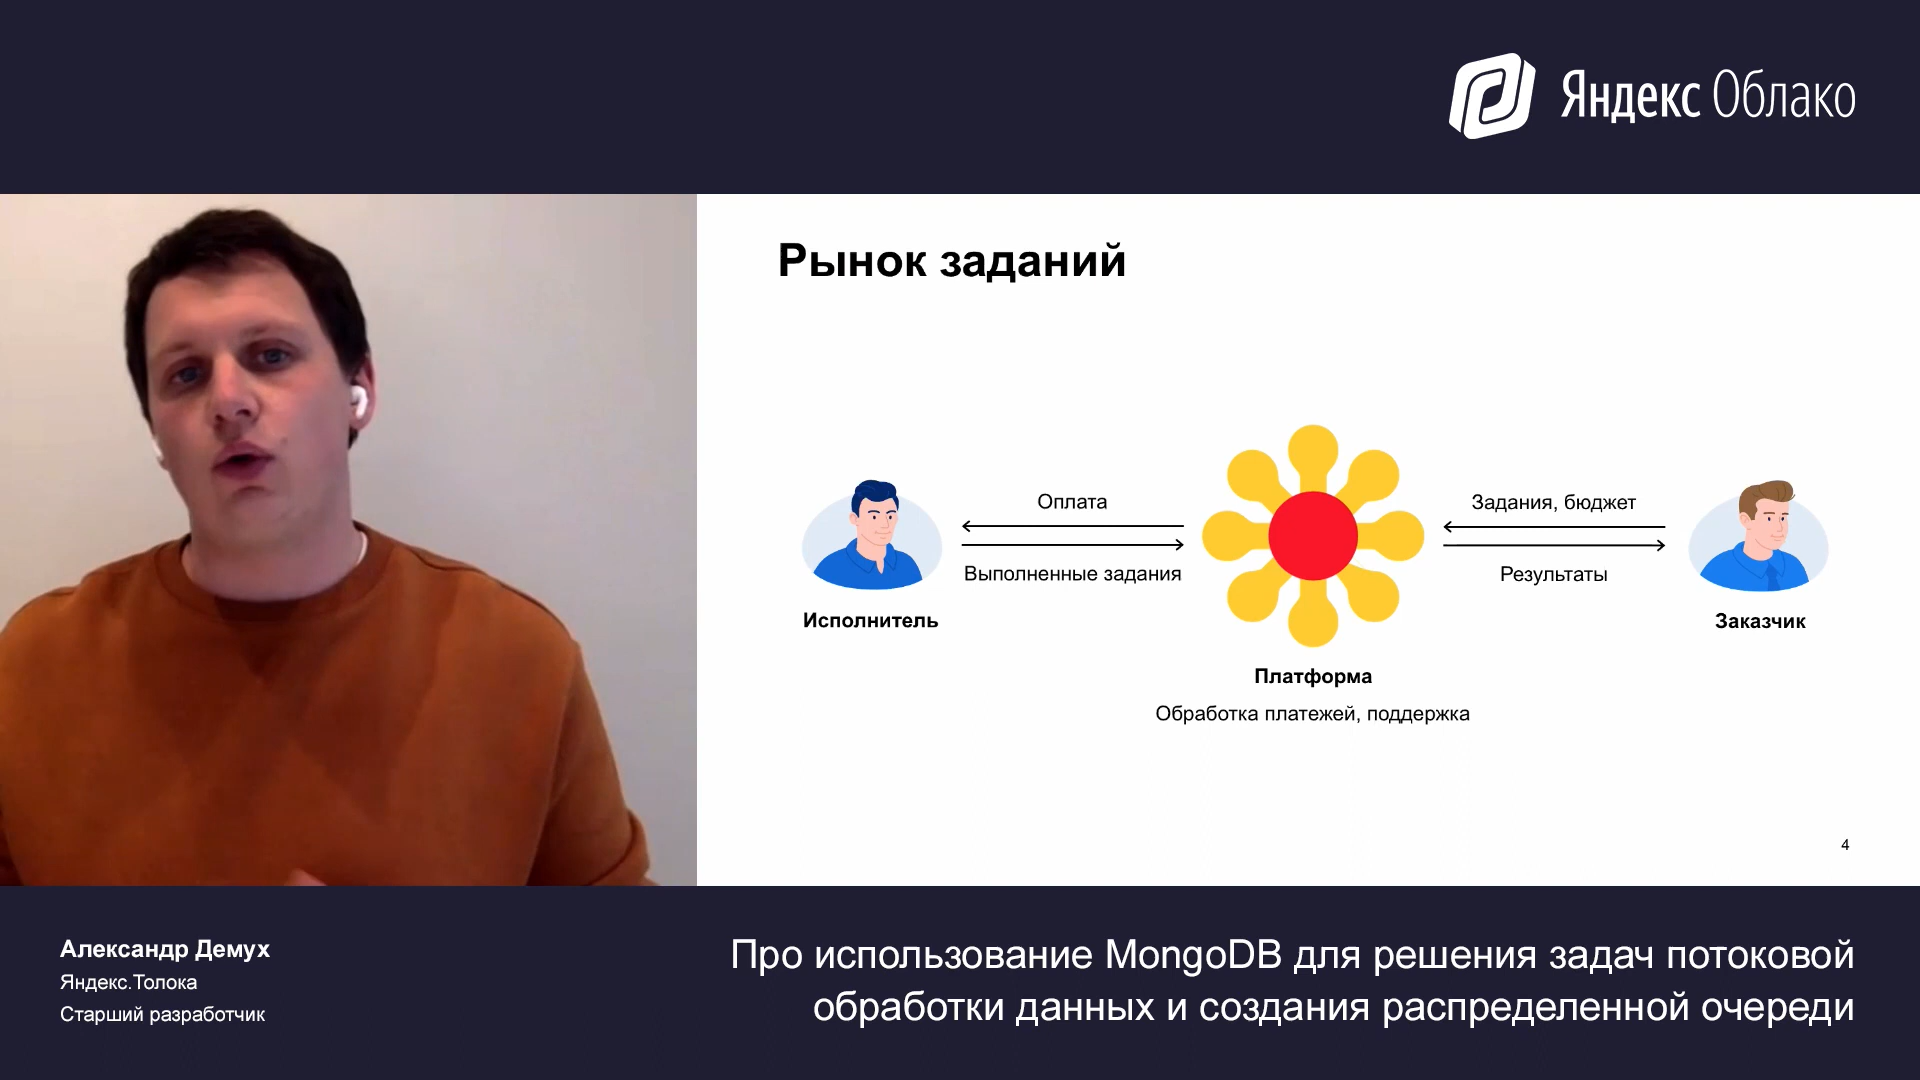 Яндекс Облако
Рынок заданий
Оплата
Выполненные задания
Исполнитель
Задания, бюджет
Результаты
Заказчик
Платформа
Обработка платежей, поддержка
4
Александр Демух
Яндекс.Толока
Старший разработчик
Про использование MongoDB для решения задач потоковой
обработки данных и создания распределенной очереди